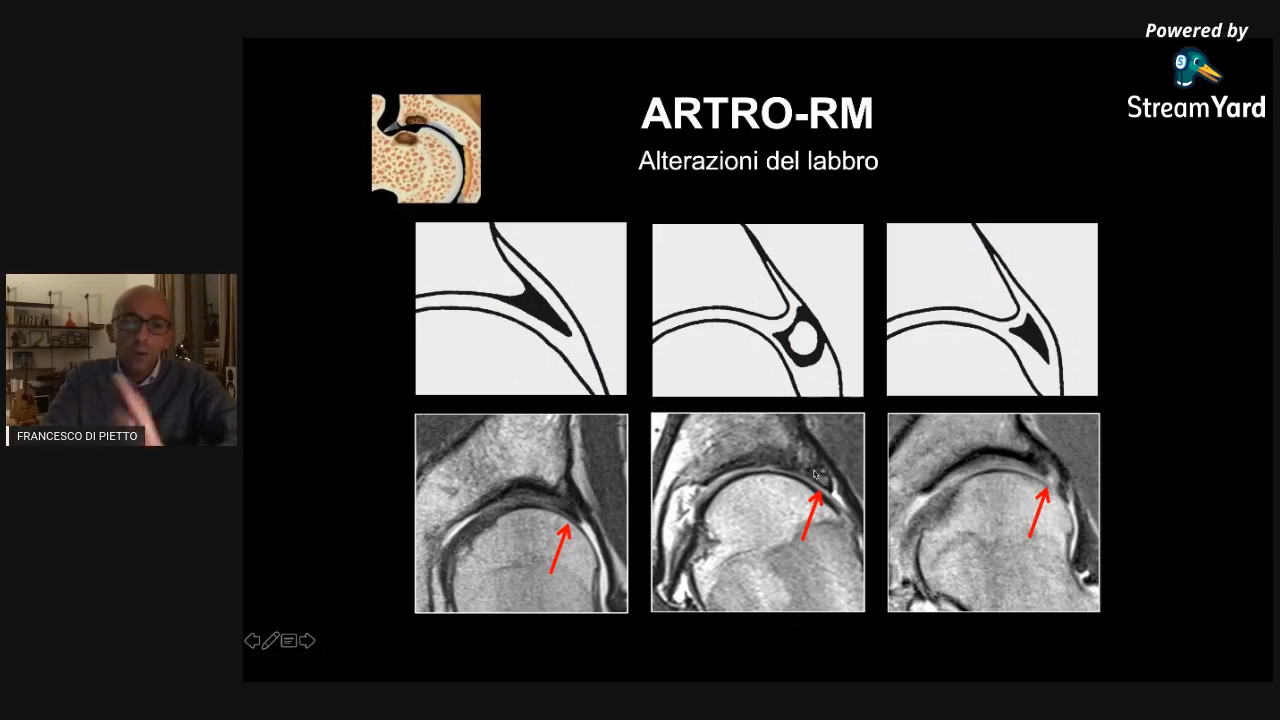 Powered by
StreamYard
ARTRO-RM
Alterazioni del labbro
FRANCESCO DI PIETTO